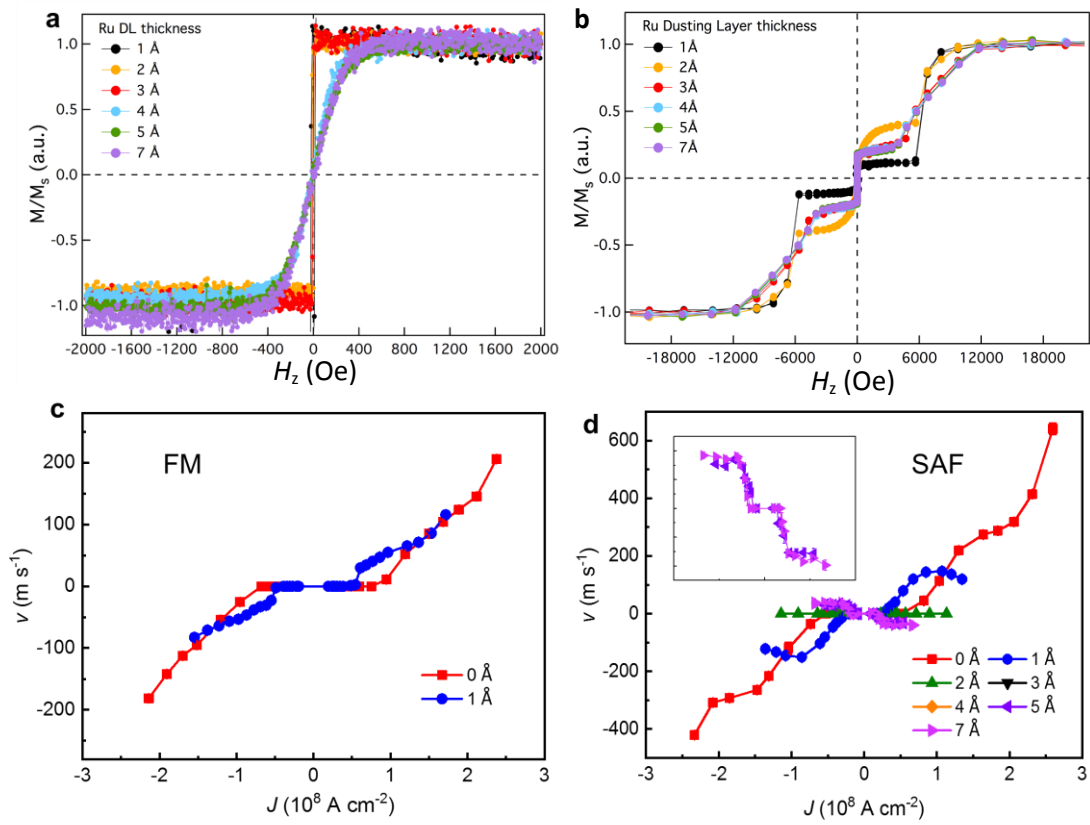 a
Ru DL thickness
1 Å
2 Å
3 Å
4 Å
5 Å
7 Å
M/Ms (a.u.)
1.0
0.5
0.0
-0.5
-1.0
-2000 -1200 -400 0 400 800 1200 1600 2000
Hz (Oe)
b
Ru Dusting Layer thickness
1Å
2Å
3Å
4Å
5Å
7Å
M/Ms (a.u.)
1.0
0.5
0.0
-0.5
-1.0
-18000 -6000 0 6000 12000 18000
Hz (Oe)
c
FM
v (m s-1)
200
100
0
-100
-200
0 Å
1 Å
-3 -2 -1 0 1 2 3
J (10⁸ A cm-2)
d
SAF
v (m s-1)
600
400
200
0
-200
-400
0 Å 1 Å
2 Å 3 Å
4 Å 5 Å
7 Å
-3 -2 -1 0 1 2 3
J (10⁸ A cm-2)